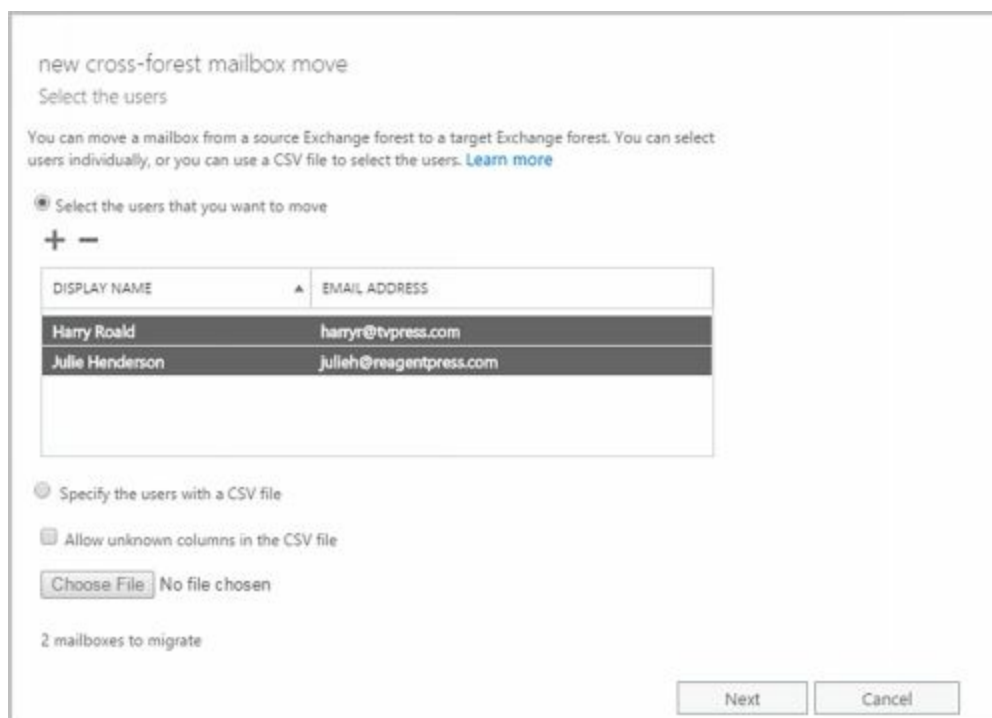 new cross-forest mailbox move
Select the users
You can move a mailbox from a source Exchange forest to a target Exchange forest. You can select
users individually, or you can use a CSV file to select the users. Learn more
Select the users that you want to move
DISPLAY NAME EMAIL ADDRESS
Harry Roald harryr@tvpress.com
Julie Henderson julieh@reagentpress.com
Specify the users with a CSV file
Allow unknown columns in the CSV file
Choose File No file chosen
2 mailboxes to migrate
Next Cancel